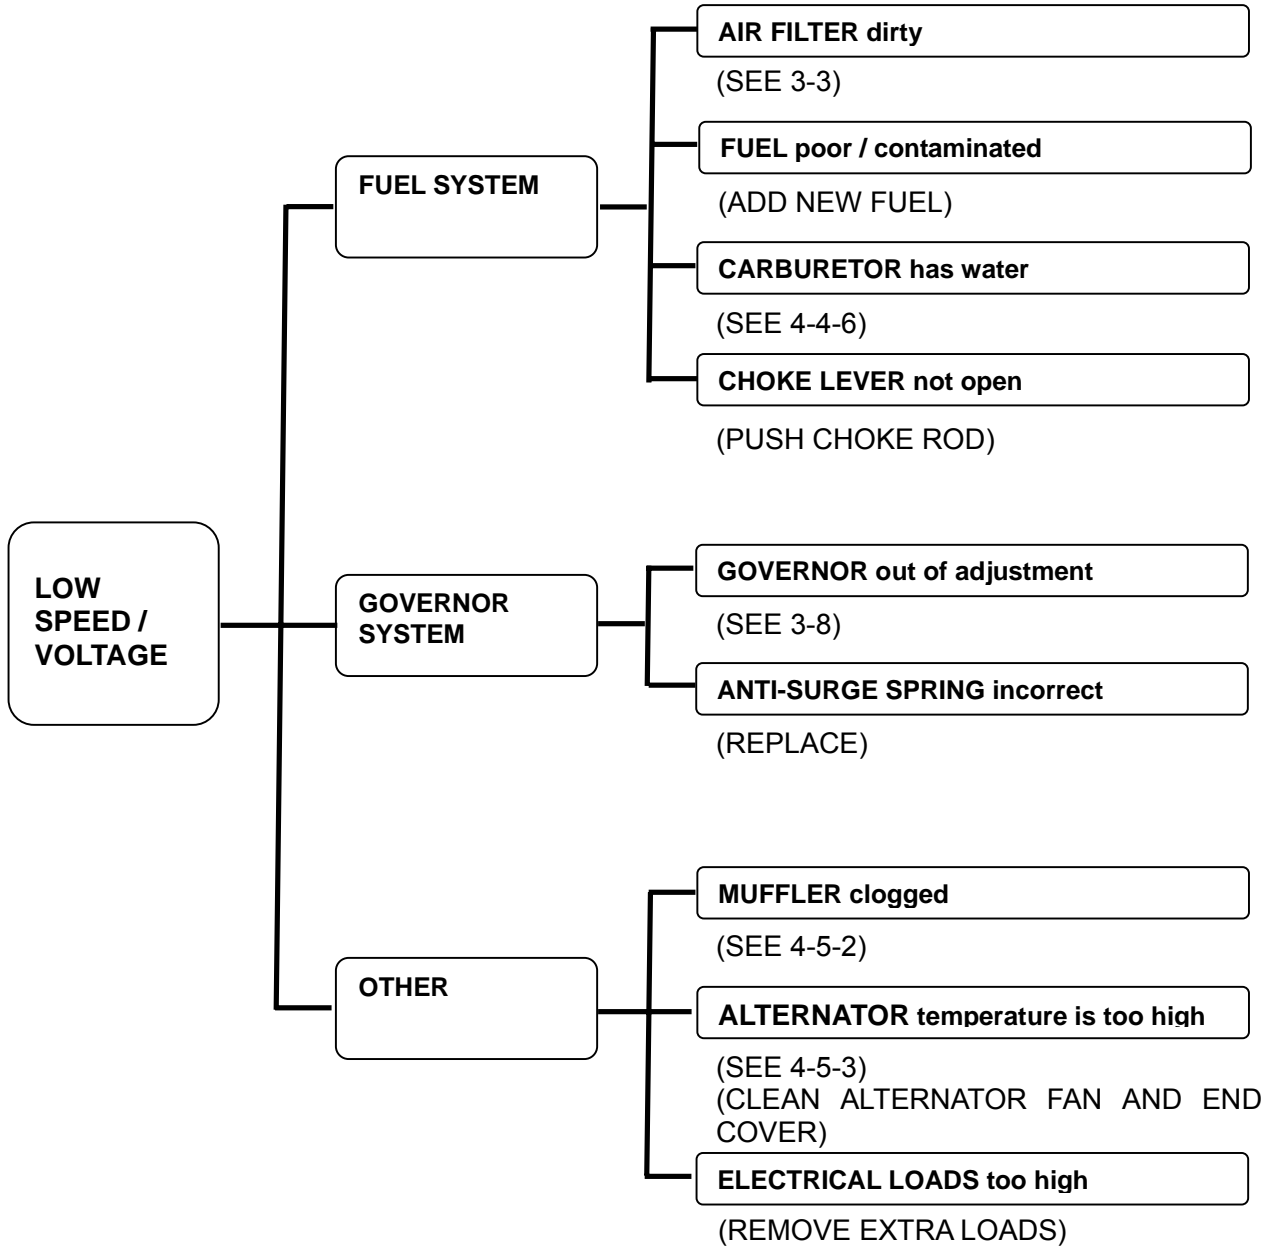 AIR FILTER dirty
(SEE 3-3)
FUEL poor / contaminated
(ADD NEW FUEL)
FUEL SYSTEM
CARBURETOR has water
(SEE 4-4-6)
CHOKE LEVER not open
(PUSH CHOKE ROD)
LOW
SPEED /
VOLTAGE
GOVERNOR
SYSTEM
GOVERNOR out of adjustment
(SEE 3-8)
ANTI-SURGE SPRING incorrect
(REPLACE)
OTHER
MUFFLER clogged
(SEE 4-5-2)
ALTERNATOR temperature is too high
(SEE 4-5-3)
(CLEAN ALTERNATOR FAN AND END
COVER)
ELECTRICAL LOADS too high
(REMOVE EXTRA LOADS)